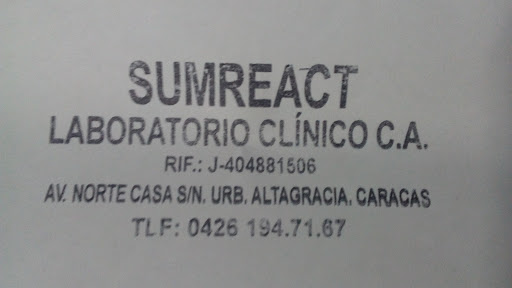 SUMREACT
LABORATORIO CLÍNICO C.A.
RIF.: J-404881506
AV. NORTE CASA S/N. URB. ALTAGRACIA. CARACAS
TLF: 0426 194.71.67